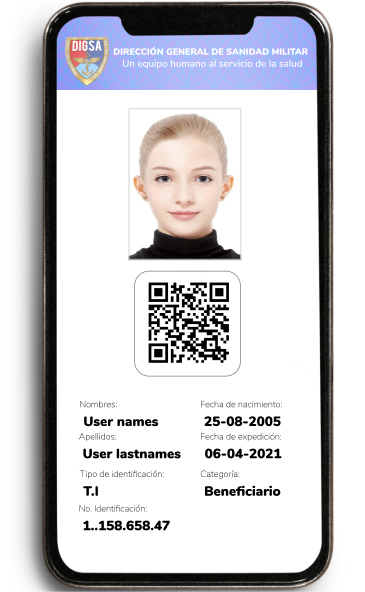 DIGSA
DIRECCIÓN GENERAL DE SANIDAD MILITAR
Un equipo humano al servicio de la salud
Nombres:
User names
Fecha de nacimiento:
25-08-2005
Apellidos:
User lastnames
Fecha de expedición:
06-04-2021
Tipo de identificación:
T.I
Categoría:
Beneficiario
No. Identificación:
1..158.658.47